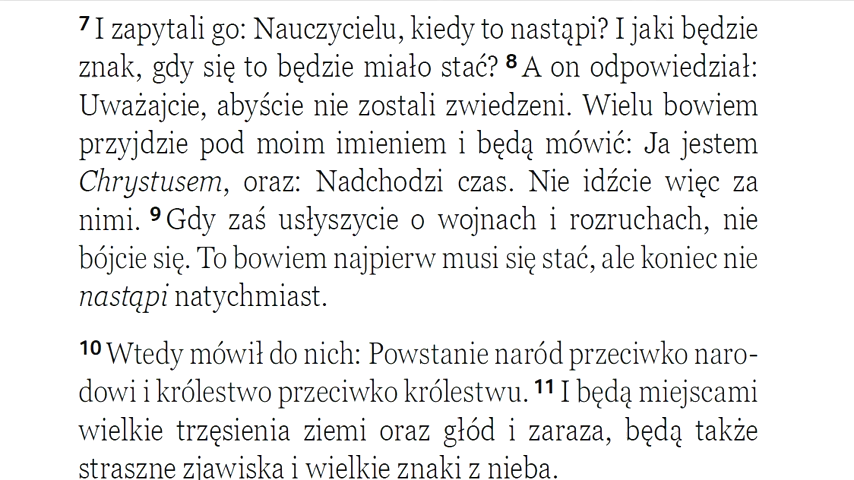 7 I zapytali go: Nauczycielu, kiedy to nastąpi? I jaki będzie
znak, gdy się to będzie miało stać? 8 A on odpowiedział:
Uważajcie, abyście nie zostali zwiedzeni. Wielu bowiem
przyjdzie pod moim imieniem i będą mówić: Ja jestem
Chrystusem, oraz: Nadchodzi czas. Nie idźcie więc za
nimi. 9 Gdy zaś usłyszycie o wojnach i rozruchach, nie
bójcie się. To bowiem najpierw musi się stać, ale koniec nie
nastąpi natychmiast.
10 Wtedy mówił do nich: Powstanie naród przeciwko naro-
dowi i królestwo przeciwko królestwu. 11 I będą miejscami
wielkie trzęsienia ziemi oraz głód i zaraza, będą także
straszne zjawiska i wielkie znaki z nieba.